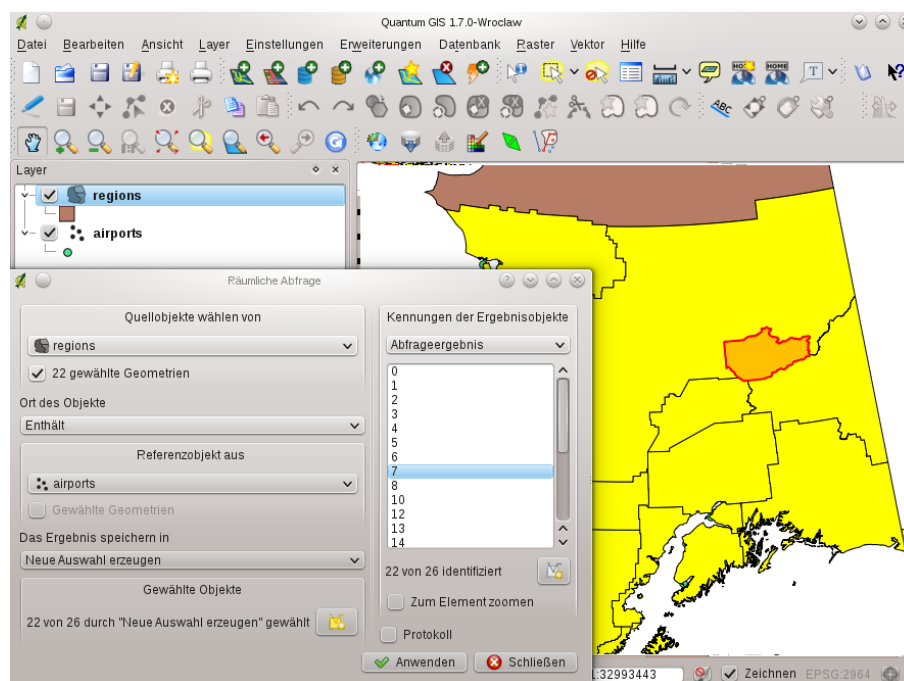 Quantum GIS 1.7.0-Wroclaw
Datei Bearbeiten Ansicht Layer Einstellungen Erweiterungen Datenbank Raster Vektor Hilfe
Layer
regions
airports
Räumliche Abfrage
Quellobjekte wählen von
regions
22 gewählte Geometrien
Ort des Objekte
Enthält
Referenzobjekt aus
airports
Gewählte Geometrien
Das Ergebnis speichern in
Neue Auswahl erzeugen
Gewählte Objekte
22 von 26 durch "Neue Auswahl erzeugen" gewählt
Kennungen der Ergebnisobjekte
Abfrageergebnis
0
1
2
3
4
5
6
7
8
10
12
13
14
22 von 26 identifiziert
Zum Element zoomen
Protokoll
Anwenden Schließen
1:32993443 Zeichnen EPSG:2964